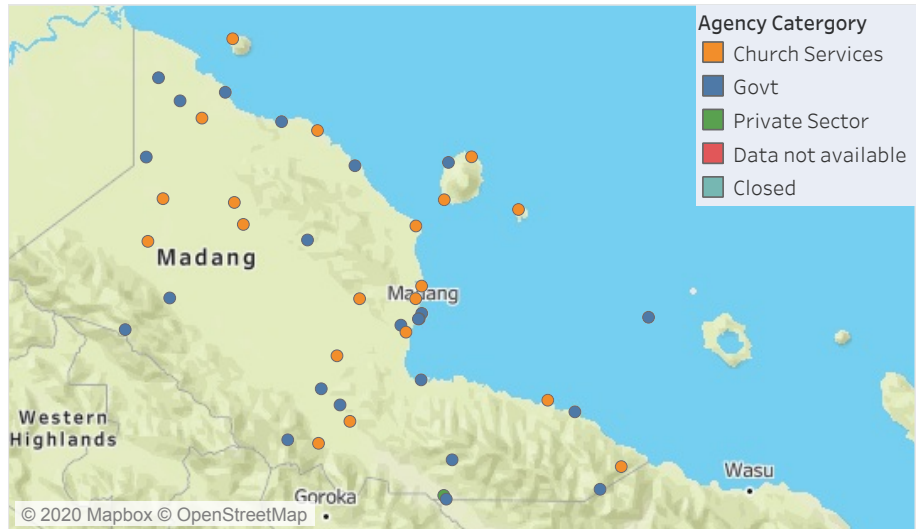 Agency Catergory
Church Services
Govt
Private Sector
Data not available
Closed
Madang
Madang
Western
Highlands
Wasu
Goroka
© 2020 Mapbox © OpenStreetMap